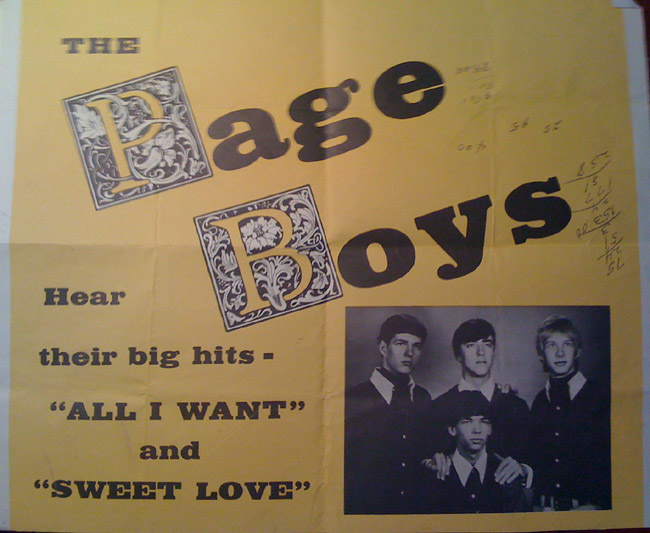 THE
Page
Boys
Hear
their big hits -
"ALL I WANT"
and
"SWEET LOVE"